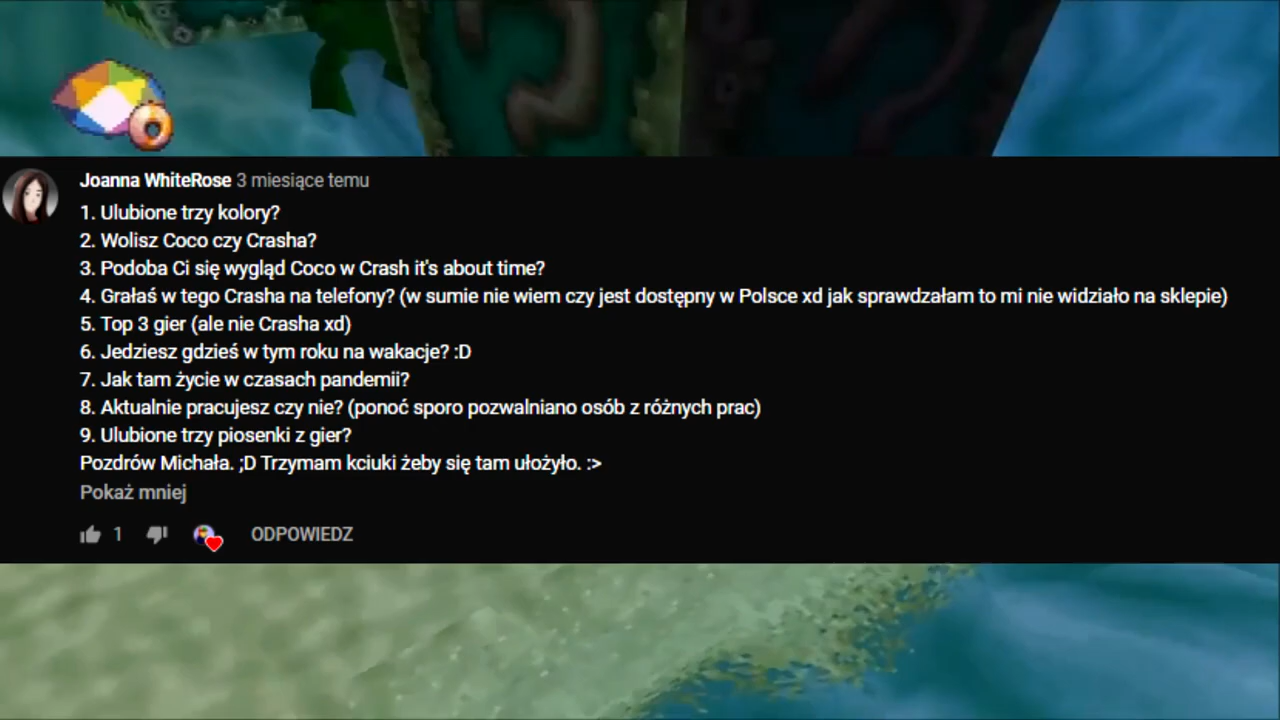 Joanna WhiteRose 3 miesiące temu
1. Ulubione trzy kolory?
2. Wolisz Coco czy Crasha?
3. Podoba Ci się wygląd Coco w Crash it's about time?
4. Grałaś w tego Crasha na telefony? (w sumie nie wiem czy jest dostępny w Polsce xd jak sprawdzałam to mi nie widziało na sklepie)
5. Top 3 gier (ale nie Crasha xd)
6. Jedziesz gdzieś w tym roku na wakacje? :D
7. Jak tam życie w czasach pandemii?
8. Aktualnie pracujesz czy nie? (ponoć sporo pozwalniano osób z różnych prac)
9. Ulubione trzy piosenki z gier?
Pozdrów Michała. ;D Trzymam kciuki żeby się tam ułożyło. :>
Pokaż mniej
1 ODPOWIEDZ